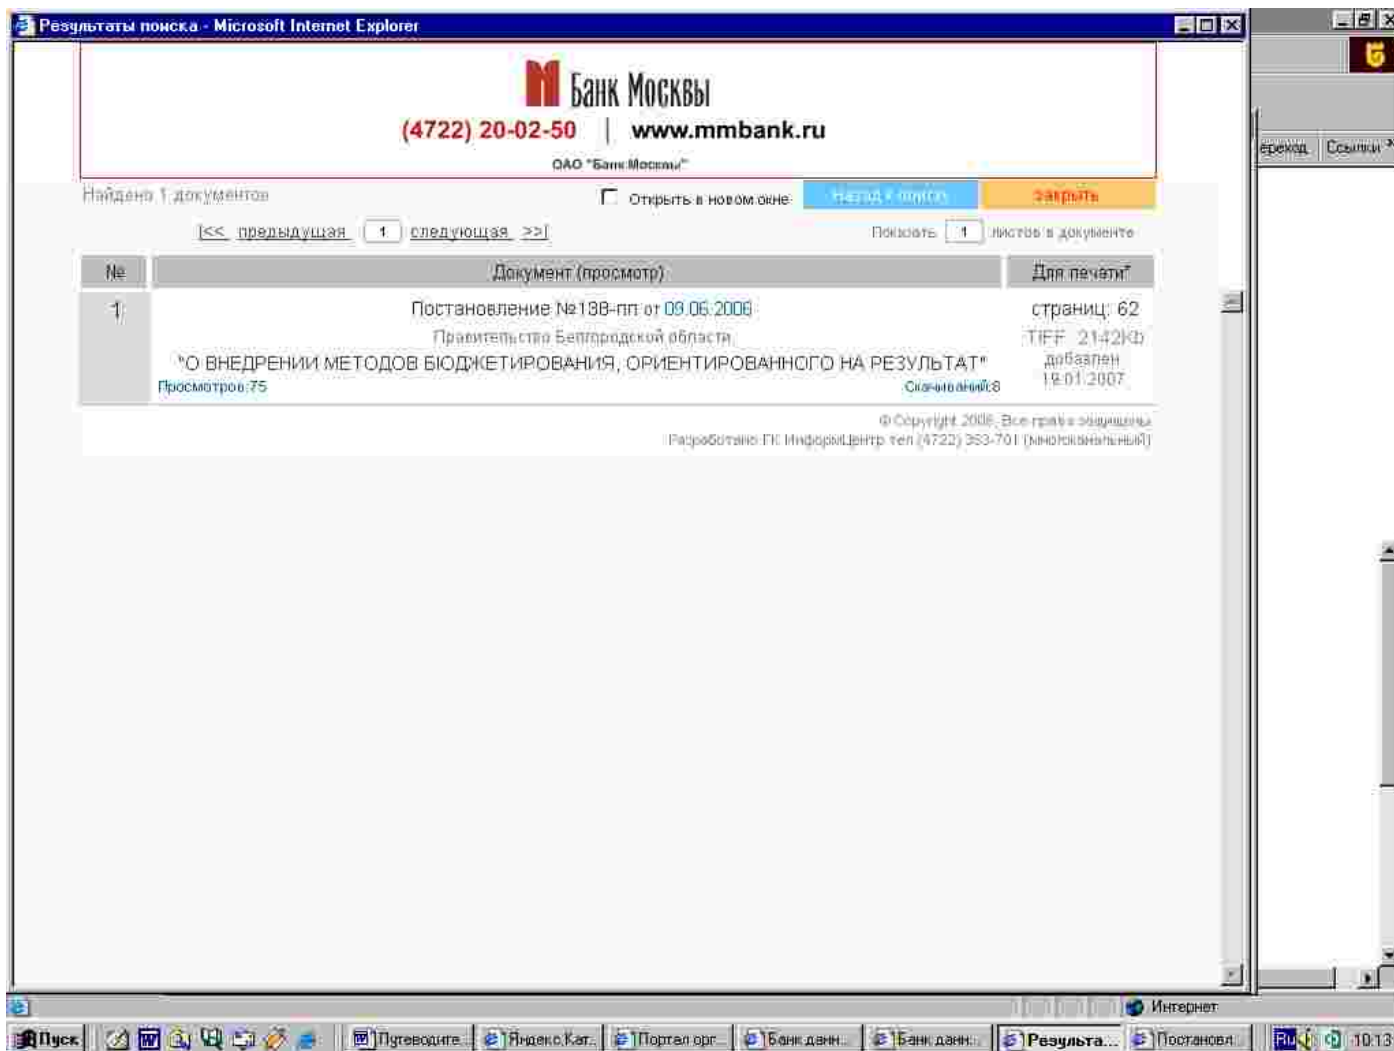 Результаты поиска - Microsoft Internet Explorer
Банк Москвы
(4722) 20-02-50 | www.mmbank.ru
ОАО "Банк Москвы"
ереход Ссылки »
Найдено 1 документов Открыть в новом окне Назад к поиску закрыть
[<< предыдущая 1 следующая >>] Показать 1 листов в документе
№ Документ (просмотр) Для печати*
1 Постановление №138-пп от 09.06.2006 страниц: 62
Правительство Белгородской области TIFF 2142Kb
"О ВНЕДРЕНИИ МЕТОДОВ БЮДЖЕТИРОВАНИЯ, ОРИЕНТИРОВАННОГО НА РЕЗУЛЬТАТ" добавлен
Просмотров:75 Скачиваний:8 19.01.2007
© Copyright 2006, Все права защищены
Разработано ГК ИнформЦентр тел (4722) 363-701 (многоканальный)
Интернет
Пуск Путеводите... Яндекс.Кат... Портал орг... Банк данн... Банк данн... Результа... Постановл... Ru 10:13